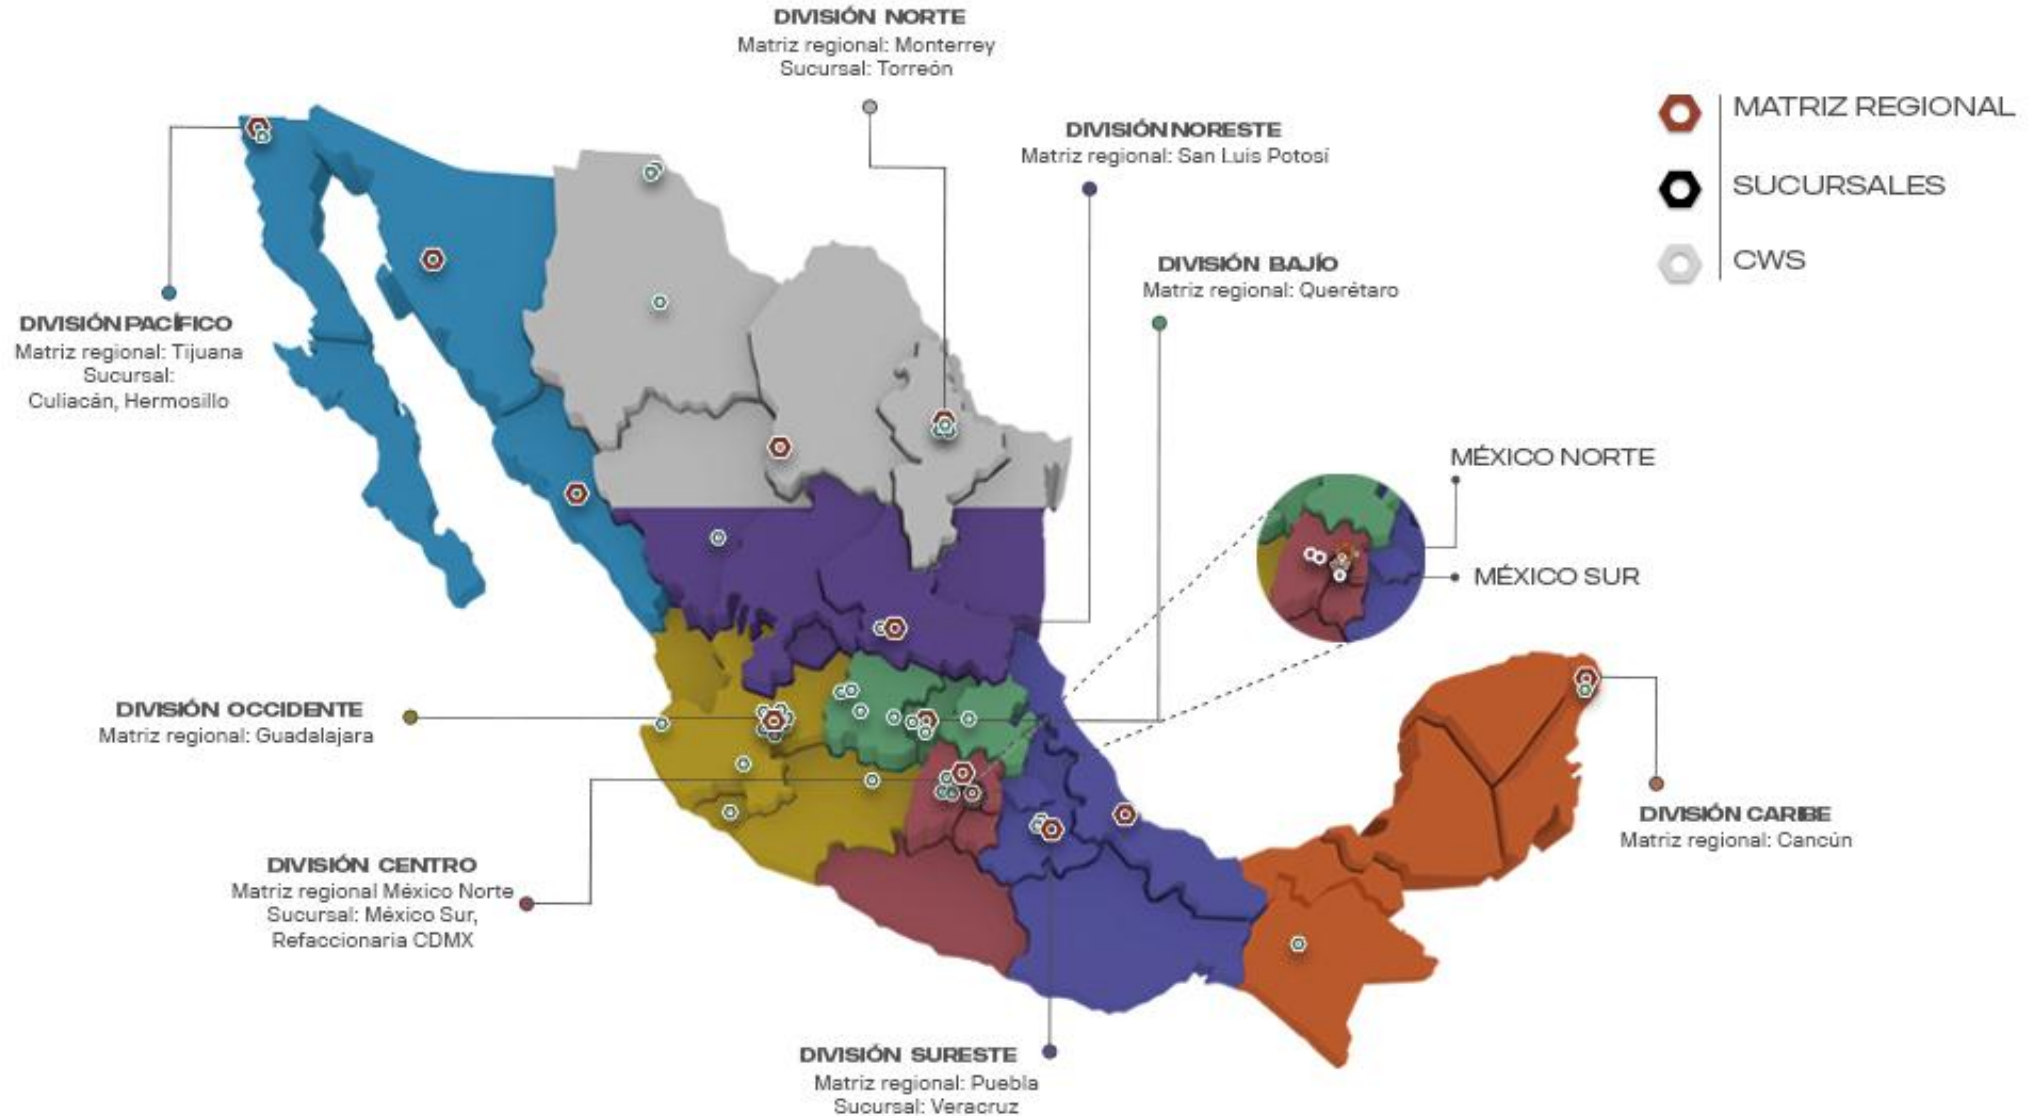 DIVISIÓN NORTE
Matriz regional: Monterrey
Sucursal: Torreón
DIVISIÓN NORESTE
Matriz regional: San Luis Potosí
MATRIZ REGIONAL
SUCURSALES
CWS
DIVISIÓN BAJÍO
Matriz regional: Querétaro
DIVISIÓN PACÍFICO
Matriz regional: Tijuana
Sucursal:
Culiacán, Hermosillo
MÉXICO NORTE
MÉXICO SUR
DIVISIÓN OCCIDENTE
Matriz regional: Guadalajara
DIVISIÓN CARIBE
Matriz regional: Cancún
DIVISIÓN CENTRO
Matriz regional México Norte
Sucursal: México Sur,
Refaccionaria CDMX
DIVISIÓN SURESTE
Matriz regional: Puebla
Sucursal: Veracruz